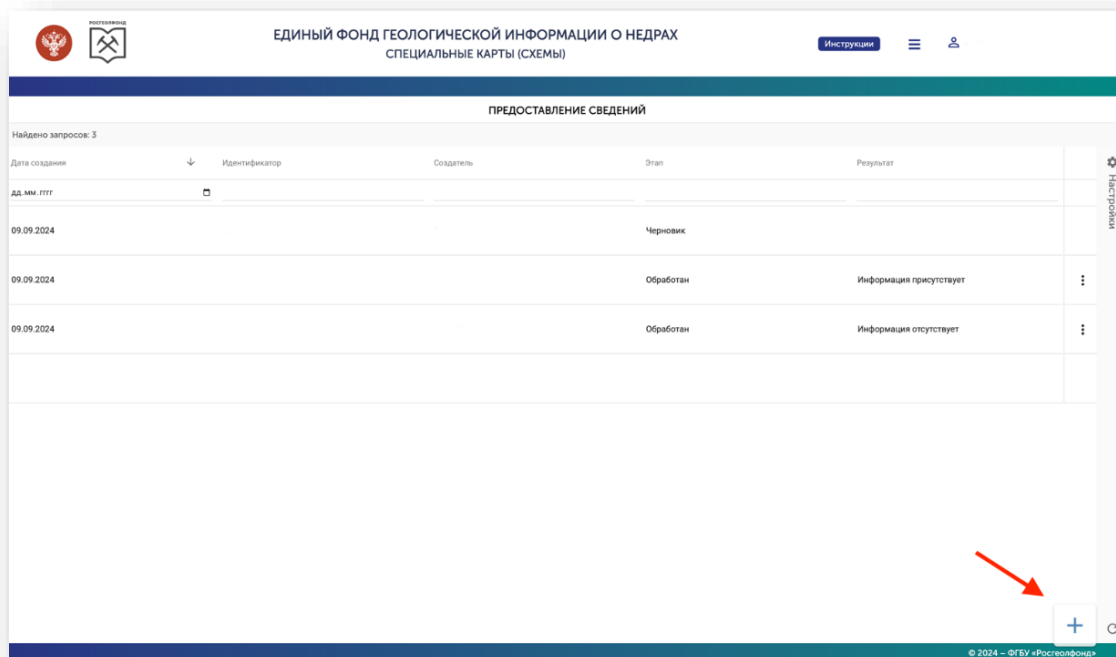 РОСГЕОЛФОНД
ЕДИНЫЙ ФОНД ГЕОЛОГИЧЕСКОЙ ИНФОРМАЦИИ О НЕДРАХ
СПЕЦИАЛЬНЫЕ КАРТЫ (СХЕМЫ)
Инструкции
ПРЕДОСТАВЛЕНИЕ СВЕДЕНИЙ
Найдено запросов: 3
Дата создания Идентификатор Создатель Этап Результат
дд.мм.гггг
Настройки
09.09.2024 Черновик
09.09.2024 Обработан Информация присутствует
09.09.2024 Обработан Информация отсутствует
© 2024 – ФГБУ «Росгеолфонд»